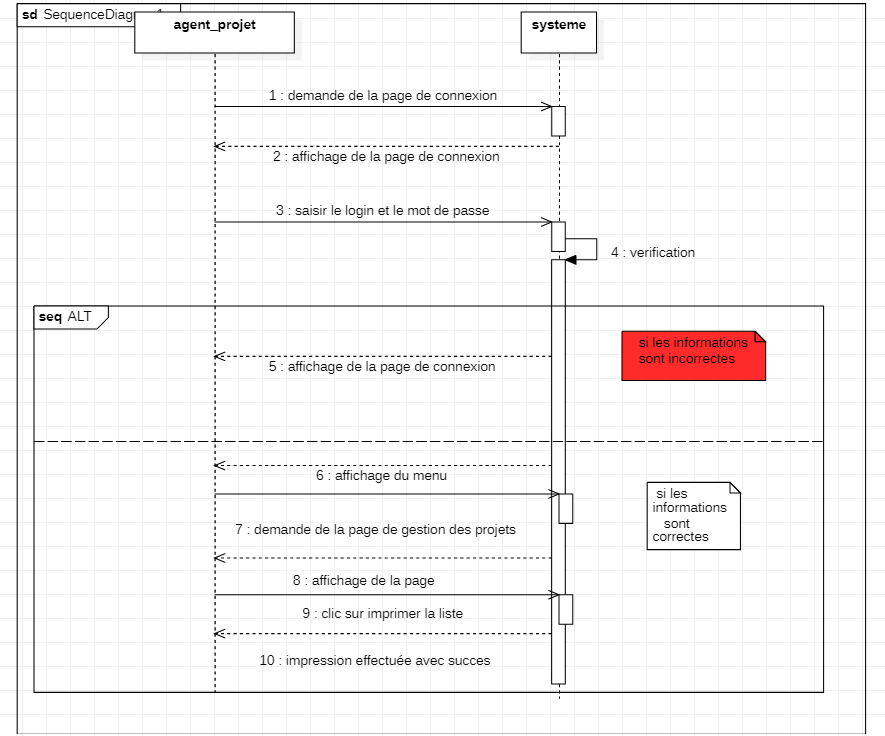 sd SequenceDiagr
agent_projet
systeme
1 : demande de la page de connexion
2 : affichage de la page de connexion
3 : saisir le login et le mot de passe
4 : verification
seq ALT
si les informations
sont incorrectes
5 : affichage de la page de connexion
6 : affichage du menu
si les
informations
sont
correctes
7 : demande de la page de gestion des projets
8 : affichage de la page
9 : clic sur imprimer la liste
10 : impression effectuée avec succes